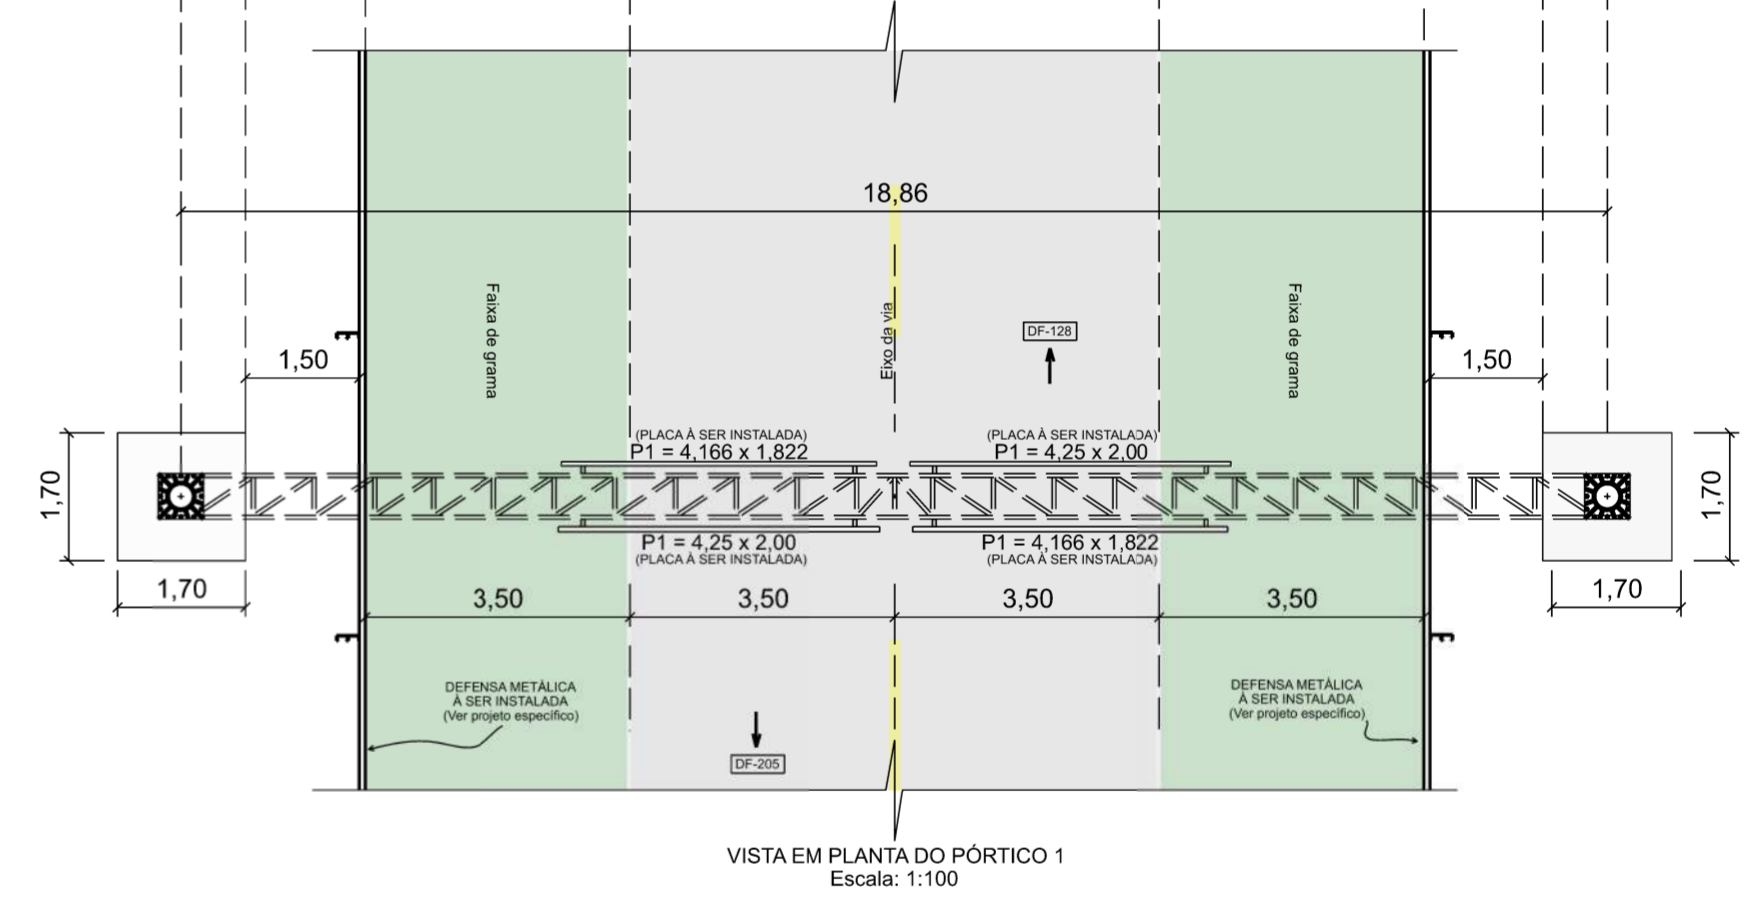 18,86
Faixa de grama
Eixo da via
DF-128
Faixa de grama
1,50
1,50
(PLACA À SER INSTALADA)
P1 = 4,166 x 1,822
(PLACA À SER INSTALADA)
P1 = 4,25 x 2,00
1,70
1,70
P1 = 4,25 x 2,00
(PLACA À SER INSTALADA)
P1 = 4,166 x 1,822
(PLACA À SER INSTALADA)
1,70
3,50
3,50
3,50
3,50
1,70
DEFENSA METÁLICA
À SER INSTALADA
(Ver projeto específico)
DEFENSA METÁLICA
À SER INSTALADA
(Ver projeto específico)
DF-205
VISTA EM PLANTA DO PÓRTICO 1
Escala: 1:100